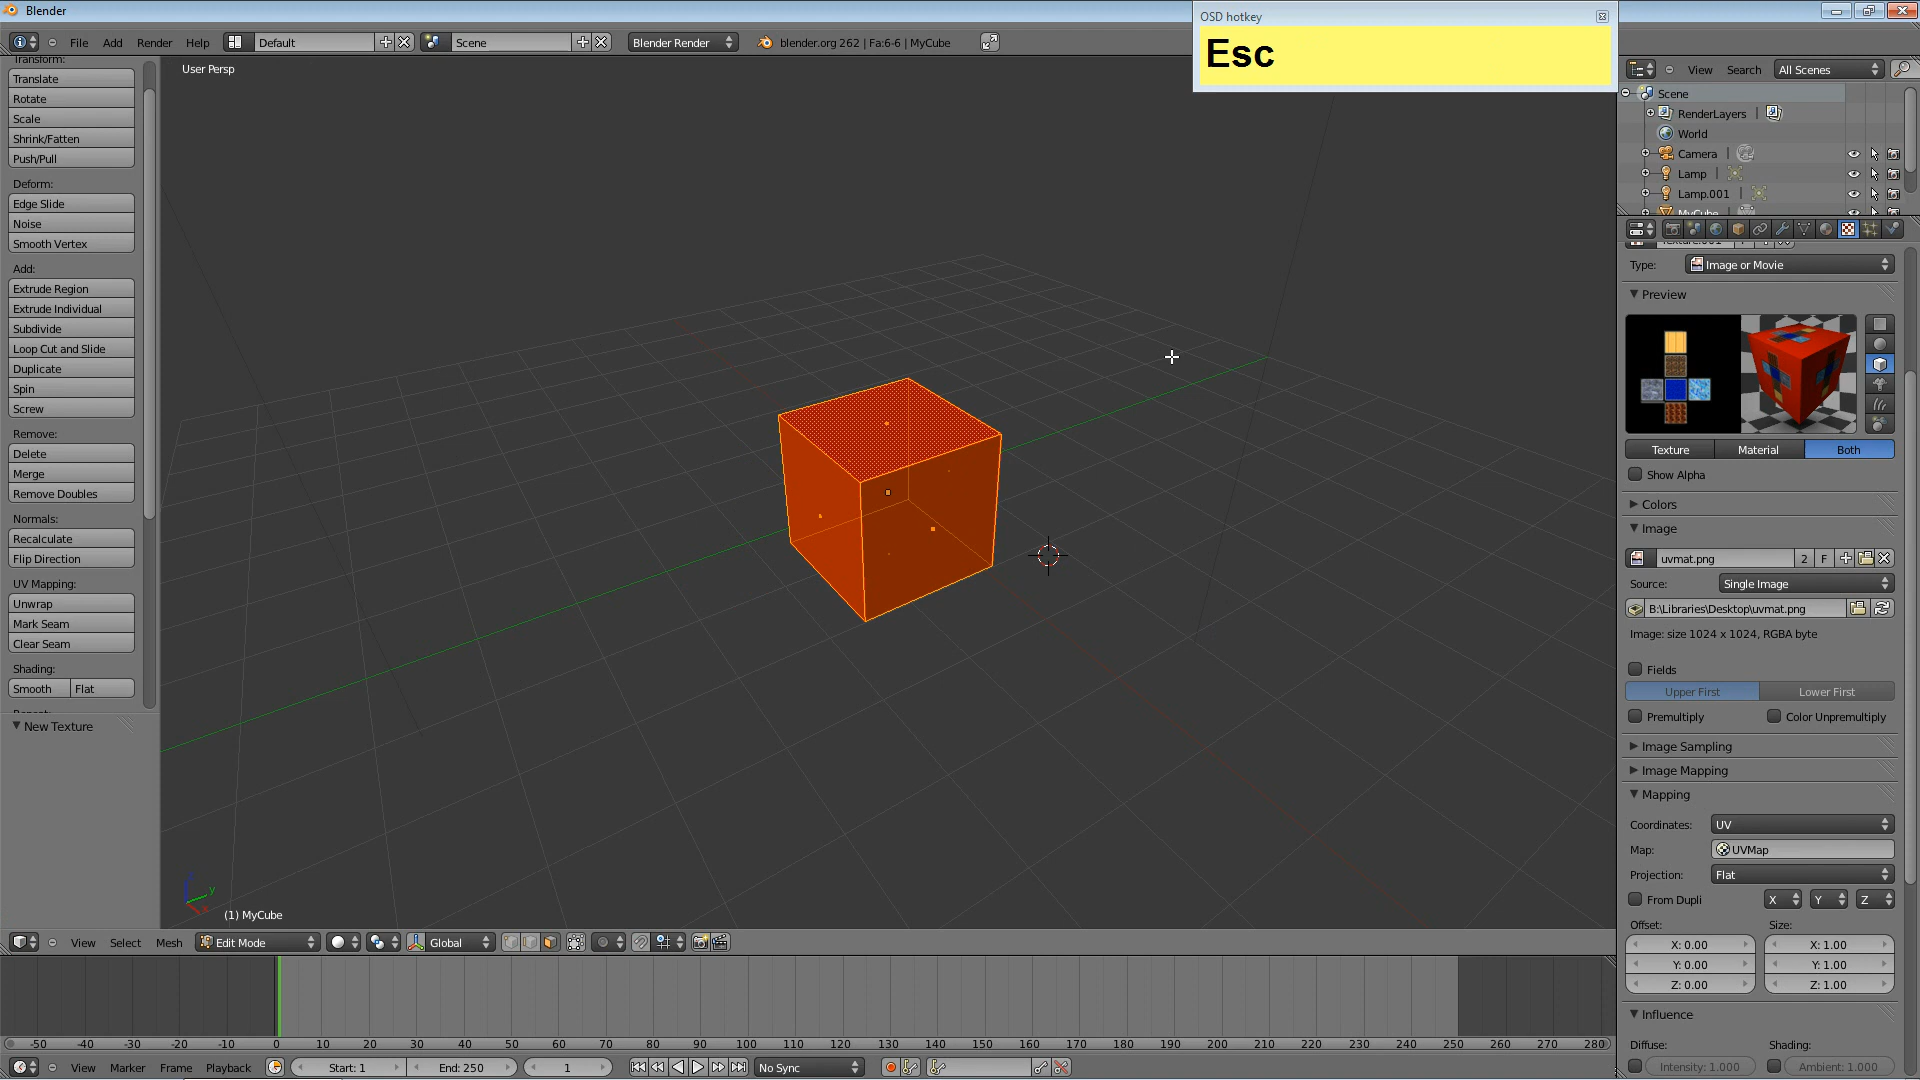 Blender
OSD hotkey
Esc
File Add Render Help Default Scene Blender Render blender.org 262 | Fa:6-6 | MyCube
View Search All Scenes
Transform:
Translate
Rotate
Scale
Shrink/Fatten
Push/Pull
Deform:
Edge Slide
Noise
Smooth Vertex
Add:
Extrude Region
Extrude Individual
Subdivide
Loop Cut and Slide
Duplicate
Spin
Screw
Remove:
Delete
Merge
Remove Doubles
Normals:
Recalculate
Flip Direction
UV Mapping:
Unwrap
Mark Seam
Clear Seam
Shading:
Smooth Flat
New Texture
User Persp
y
(1) MyCube
Scene
RenderLayers |
World
Camera |
Lamp |
Lamp.001 |
MyCube
Type: Image or Movie
Preview
Texture Material Both
Show Alpha
Colors
Image
uvmat.png 2 F
Source: Single Image
B:\Libraries\Desktop\uvmat.png
Image: size 1024 x 1024, RGBA byte
Fields
Upper First Lower First
Premultiply Color Unpremultiply
Image Sampling
Image Mapping
Mapping
Coordinates: UV
Map: UVMap
Projection: Flat
From Dupli X Y Z
Offset: Size:
X: 0.00 X: 1.00
Y: 0.00 Y: 1.00
Z: 0.00 Z: 1.00
Influence
Diffuse: Shading:
Intensity: 1.000 Ambient: 1.000
View Select Mesh Edit Mode Global
-50 -40 -30 -20 -10 0 10 20 30 40 50 60 70 80 90 100 110 120 130 140 150 160 170 180 190 200 210 220 230 240 250 260 270 280
View Marker Frame Playback Start: 1 End: 250 1 No Sync